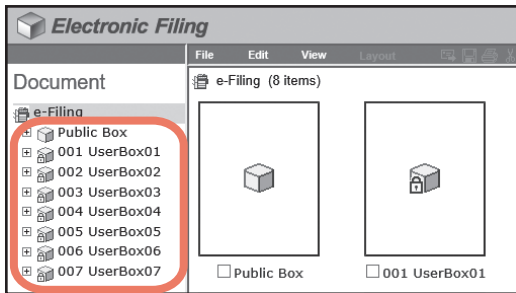 Electronic Filing
File Edit View Layout
Document
e-Filing
Public Box
001 UserBox01
002 UserBox02
003 UserBox03
004 UserBox04
005 UserBox05
006 UserBox06
007 UserBox07
e-Filing (8 items)
Public Box
001 UserBox01